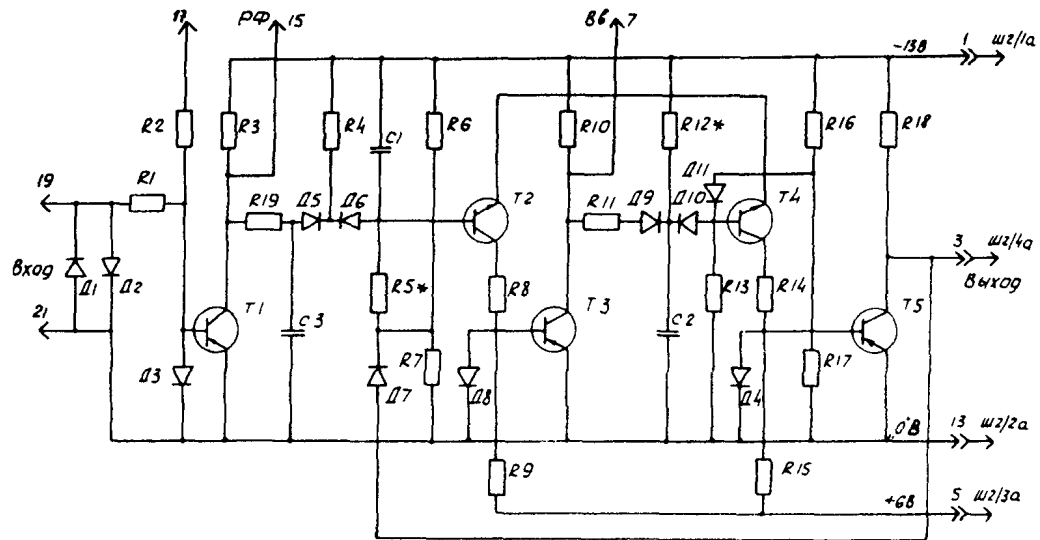 17
РФ 15
Вв 7
-13В 1 Ш2/1а
R2
R3
R4
C1
R6
R10
R12*
R16
R18
19
R1
R19
Д5
Д6
T2
R11
Д9
Д10
Д11
T4
3 Ш2/4а
Вход
Д1
Д2
Выход
R5*
R8
R13
R14
21
T1
C3
T3
C2
T5
Д3
Д7
R7
Д8
Д4
R17
0В 13 Ш2/2а
R9
R15
+6В 5 Ш2/3а